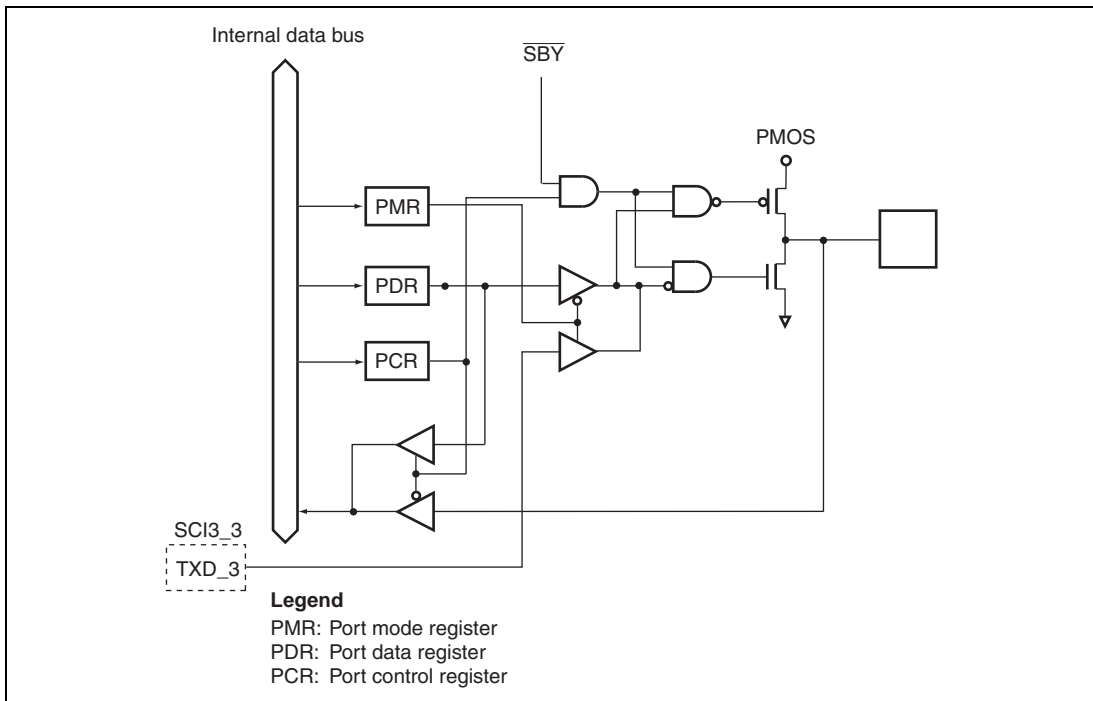 Internal data bus
S̅B̅Y̅
PMOS
PMR
PDR
PCR
SCI3_3
TXD_3
Legend
PMR: Port mode register
PDR: Port data register
PCR: Port control register